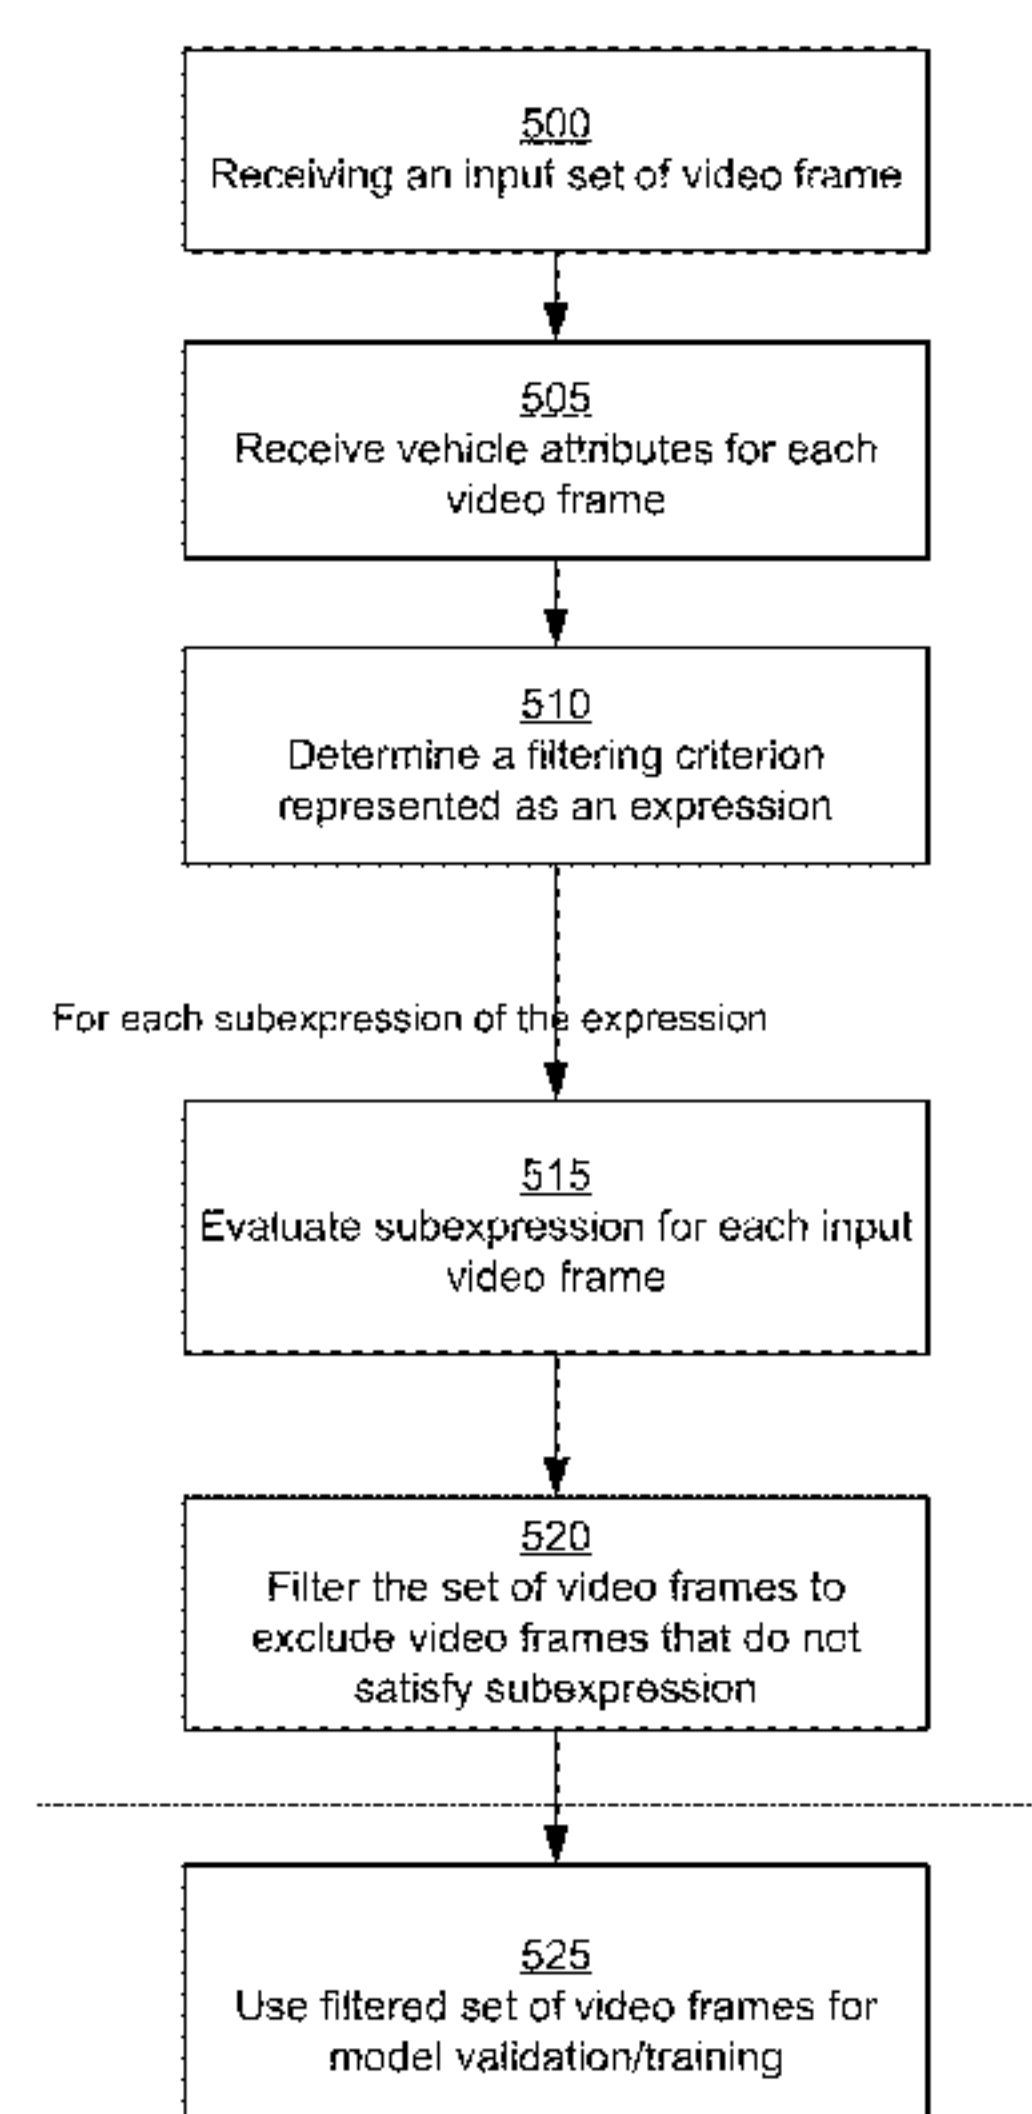 500
Receiving an input set of video frame
505
Receive vehicle attributes for each
video frame
510
Determine a filtering criterion
represented as an expression
For each subexpression of the expression
515
Evaluate subexpression for each input
video frame
520
Filter the set of video frames to
exclude video frames that do not
satisfy subexpression
525
Use filtered set of video frames for
model validation/training